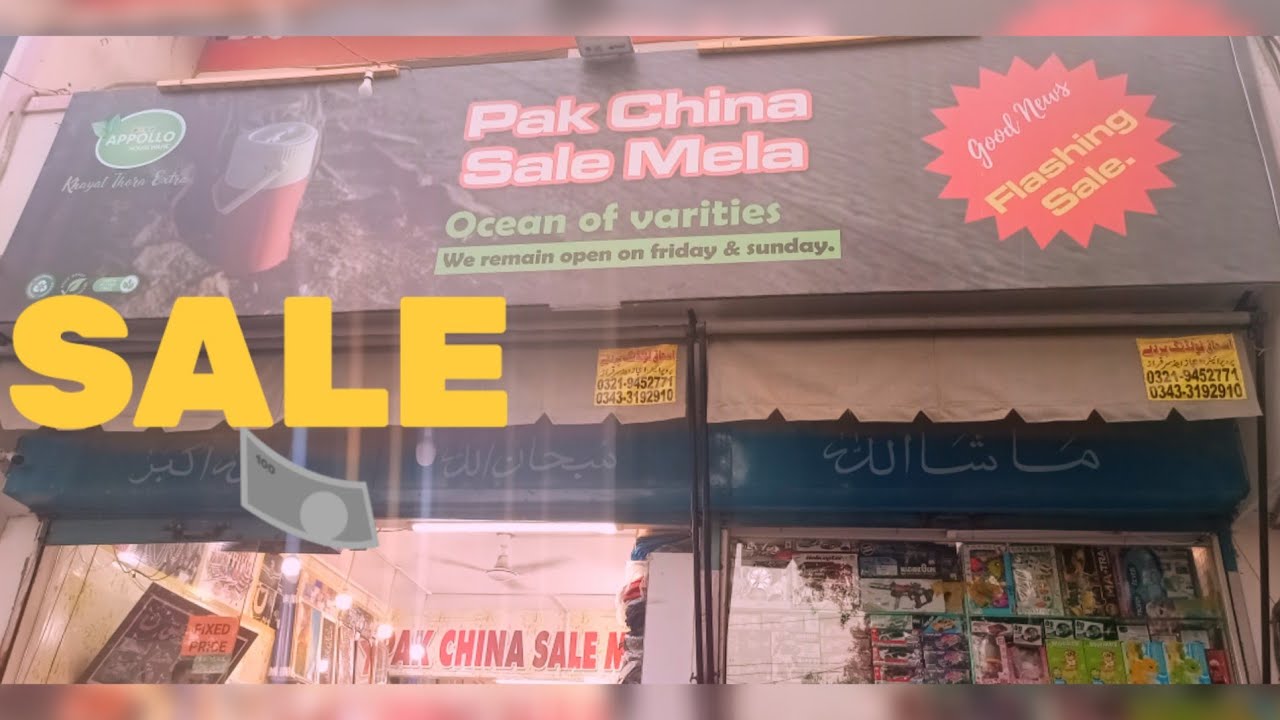 APPOLLO
Khayal Thora Extra
Pak China
Sale Mela
Ocean of varities
We remain open on friday & sunday.
Good News
Flashing
Sale.
SALE
100
0321-9452771
0343-3192910
0321-9452771
0343-3192910
اکبر
سبحان اللہ
ماشااللہ
FiXED
PRICE
PAK CHINA SALE M